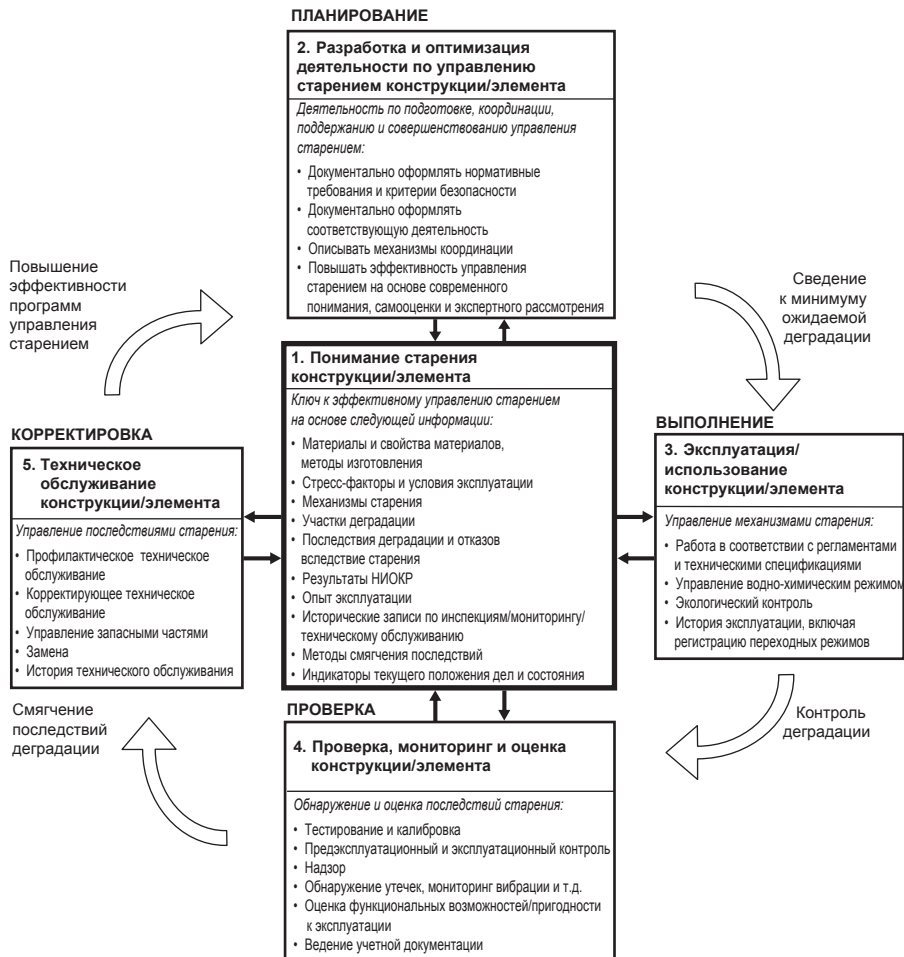 ПЛАНИРОВАНИЕ
2. Разработка и оптимизация
деятельности по управлению
старением конструкции/элемента
Деятельность по подготовке, координации,
поддержанию и совершенствованию управления
старением:
• Документально оформлять нормативные
требования и критерии безопасности
• Документально оформлять
соответствующую деятельность
• Описывать механизмы координации
• Повышать эффективность управления
старением на основе современного
понимания, самооценки и экспертного рассмотрения
Повышение
эффективности
программ
управления
старением
Сведение
к минимуму
ожидаемой
деградации
1. Понимание старения
конструкции/элемента
Ключ к эффективному управлению старением
на основе следующей информации:
• Материалы и свойства материалов,
методы изготовления
• Стресс-факторы и условия эксплуатации
• Механизмы старения
• Участки деградации
• Последствия деградации и отказов
вследствие старения
• Результаты НИОКР
• Опыт эксплуатации
• Исторические записи по инспекциям/мониторингу/
техническому обслуживанию
• Методы смягчения последствий
• Индикаторы текущего положения дел и состояния
КОРРЕКТИРОВКА
5. Техническое
обслуживание
конструкции/элемента
Управление последствиями старения:
• Профилактическое техническое
обслуживание
• Корректирующее техническое
обслуживание
• Управление запасными частями
• Замена
• История технического обслуживания
ВЫПОЛНЕНИЕ
3. Эксплуатация/
использование
конструкции/элемента
Управление механизмами старения:
• Работа в соответствии с регламентами
и техническими спецификациями
• Управление водно-химическим режимом
• Экологический контроль
• История эксплуатации, включая
регистрацию переходных режимов
Смягчение
последствий
деградации
Контроль
деградации
ПРОВЕРКА
4. Проверка, мониторинг и оценка
конструкции/элемента
Обнаружение и оценка последствий старения:
• Тестирование и калибровка
• Предэксплуатационный и эксплуатационный контроль
• Надзор
• Обнаружение утечек, мониторинг вибрации и т.д.
• Оценка функциональных возможностей/пригодности
к эксплуатации
• Ведение учетной документации